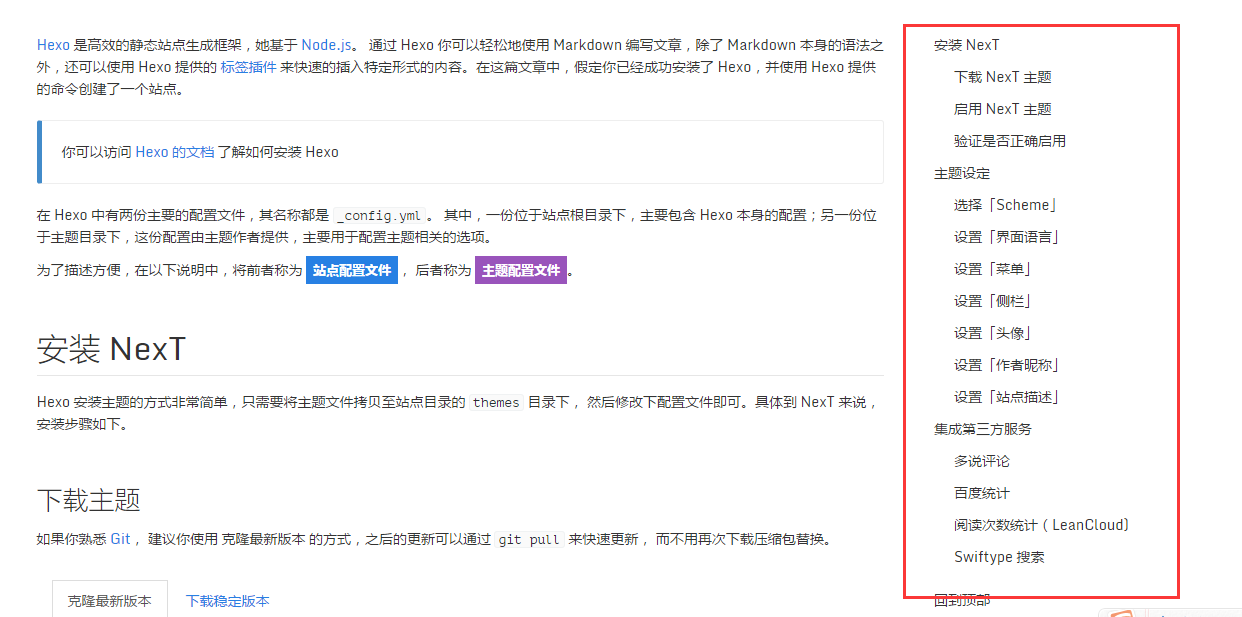 Hexo 是高效的静态站点生成框架，她基于 Node.js。 通过 Hexo 你可以轻松地使用 Markdown 编写文章，除了 Markdown 本身的语法之
外，还可以使用 Hexo 提供的 标签插件 来快速的插入特定形式的内容。在这篇文章中，假定你已经成功安装了 Hexo，并使用 Hexo 提供
的命令创建了一个站点。
你可以访问 Hexo 的文档 了解如何安装 Hexo
在 Hexo 中有两份主要的配置文件，其名称都是 _config.yml 。 其中，一份位于站点根目录下，主要包含 Hexo 本身的配置；另一份位
于主题目录下，这份配置由主题作者提供，主要用于配置主题相关的选项。
为了描述方便，在以下说明中，将前者称为 站点配置文件 ， 后者称为 主题配置文件 。
安装 NexT
Hexo 安装主题的方式非常简单，只需要将主题文件拷贝至站点目录的 themes 目录下， 然后修改下配置文件即可。具体到 NexT 来说，
安装步骤如下。
下载主题
如果你熟悉 Git ， 建议你使用 克隆最新版本 的方式，之后的更新可以通过 git pull 来快速更新， 而不用再次下载压缩包替换。
克隆最新版本 下载稳定版本
安装 NexT
下载 NexT 主题
启用 NexT 主题
验证是否正确启用
主题设定
选择「Scheme」
设置「界面语言」
设置「菜单」
设置「侧栏」
设置「头像」
设置「作者昵称」
设置「站点描述」
集成第三方服务
多说评论
百度统计
阅读次数统计（LeanCloud）
Swiftype 搜索
回到顶部